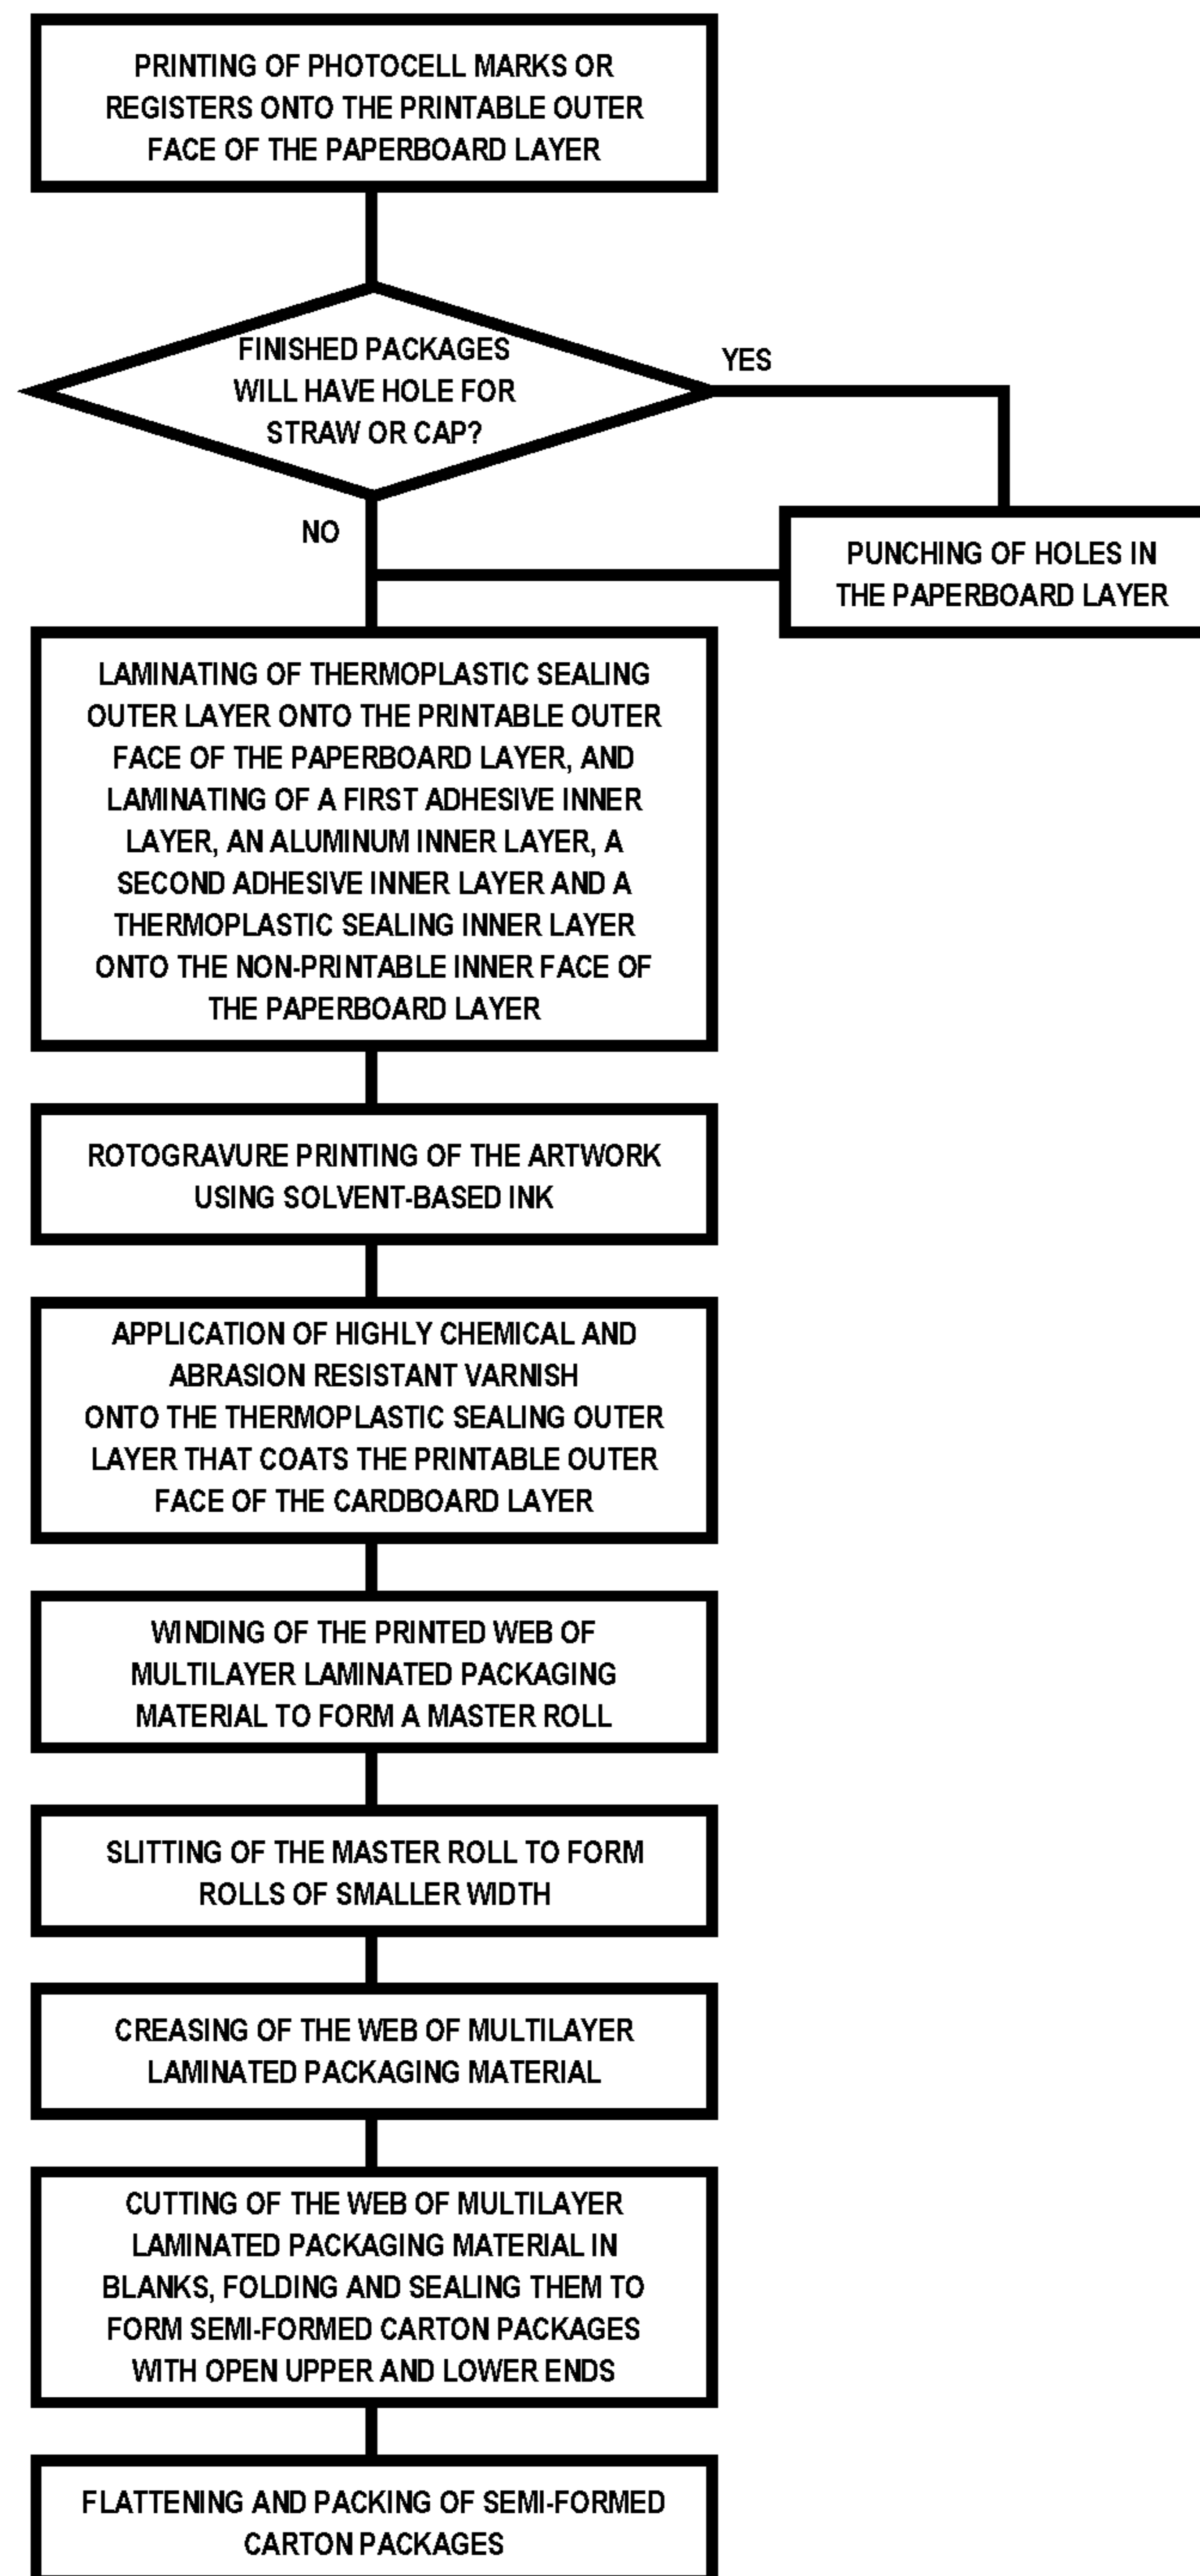 PRINTING OF PHOTOCELL MARKS OR
REGISTERS ONTO THE PRINTABLE OUTER
FACE OF THE PAPERBOARD LAYER
FINISHED PACKAGES
WILL HAVE HOLE FOR
STRAW OR CAP?
YES
NO
PUNCHING OF HOLES IN
THE PAPERBOARD LAYER
LAMINATING OF THERMOPLASTIC SEALING
OUTER LAYER ONTO THE PRINTABLE OUTER
FACE OF THE PAPERBOARD LAYER, AND
LAMINATING OF A FIRST ADHESIVE INNER
LAYER, AN ALUMINUM INNER LAYER, A
SECOND ADHESIVE INNER LAYER AND A
THERMOPLASTIC SEALING INNER LAYER
ONTO THE NON-PRINTABLE INNER FACE OF
THE PAPERBOARD LAYER
ROTOGRAVURE PRINTING OF THE ARTWORK
USING SOLVENT-BASED INK
APPLICATION OF HIGHLY CHEMICAL AND
ABRASION RESISTANT VARNISH
ONTO THE THERMOPLASTIC SEALING OUTER
LAYER THAT COATS THE PRINTABLE OUTER
FACE OF THE CARDBOARD LAYER
WINDING OF THE PRINTED WEB OF
MULTILAYER LAMINATED PACKAGING
MATERIAL TO FORM A MASTER ROLL
SLITTING OF THE MASTER ROLL TO FORM
ROLLS OF SMALLER WIDTH
CREASING OF THE WEB OF MULTILAYER
LAMINATED PACKAGING MATERIAL
CUTTING OF THE WEB OF MULTILAYER
LAMINATED PACKAGING MATERIAL IN
BLANKS, FOLDING AND SEALING THEM TO
FORM SEMI-FORMED CARTON PACKAGES
WITH OPEN UPPER AND LOWER ENDS
FLATTENING AND PACKING OF SEMI-FORMED
CARTON PACKAGES